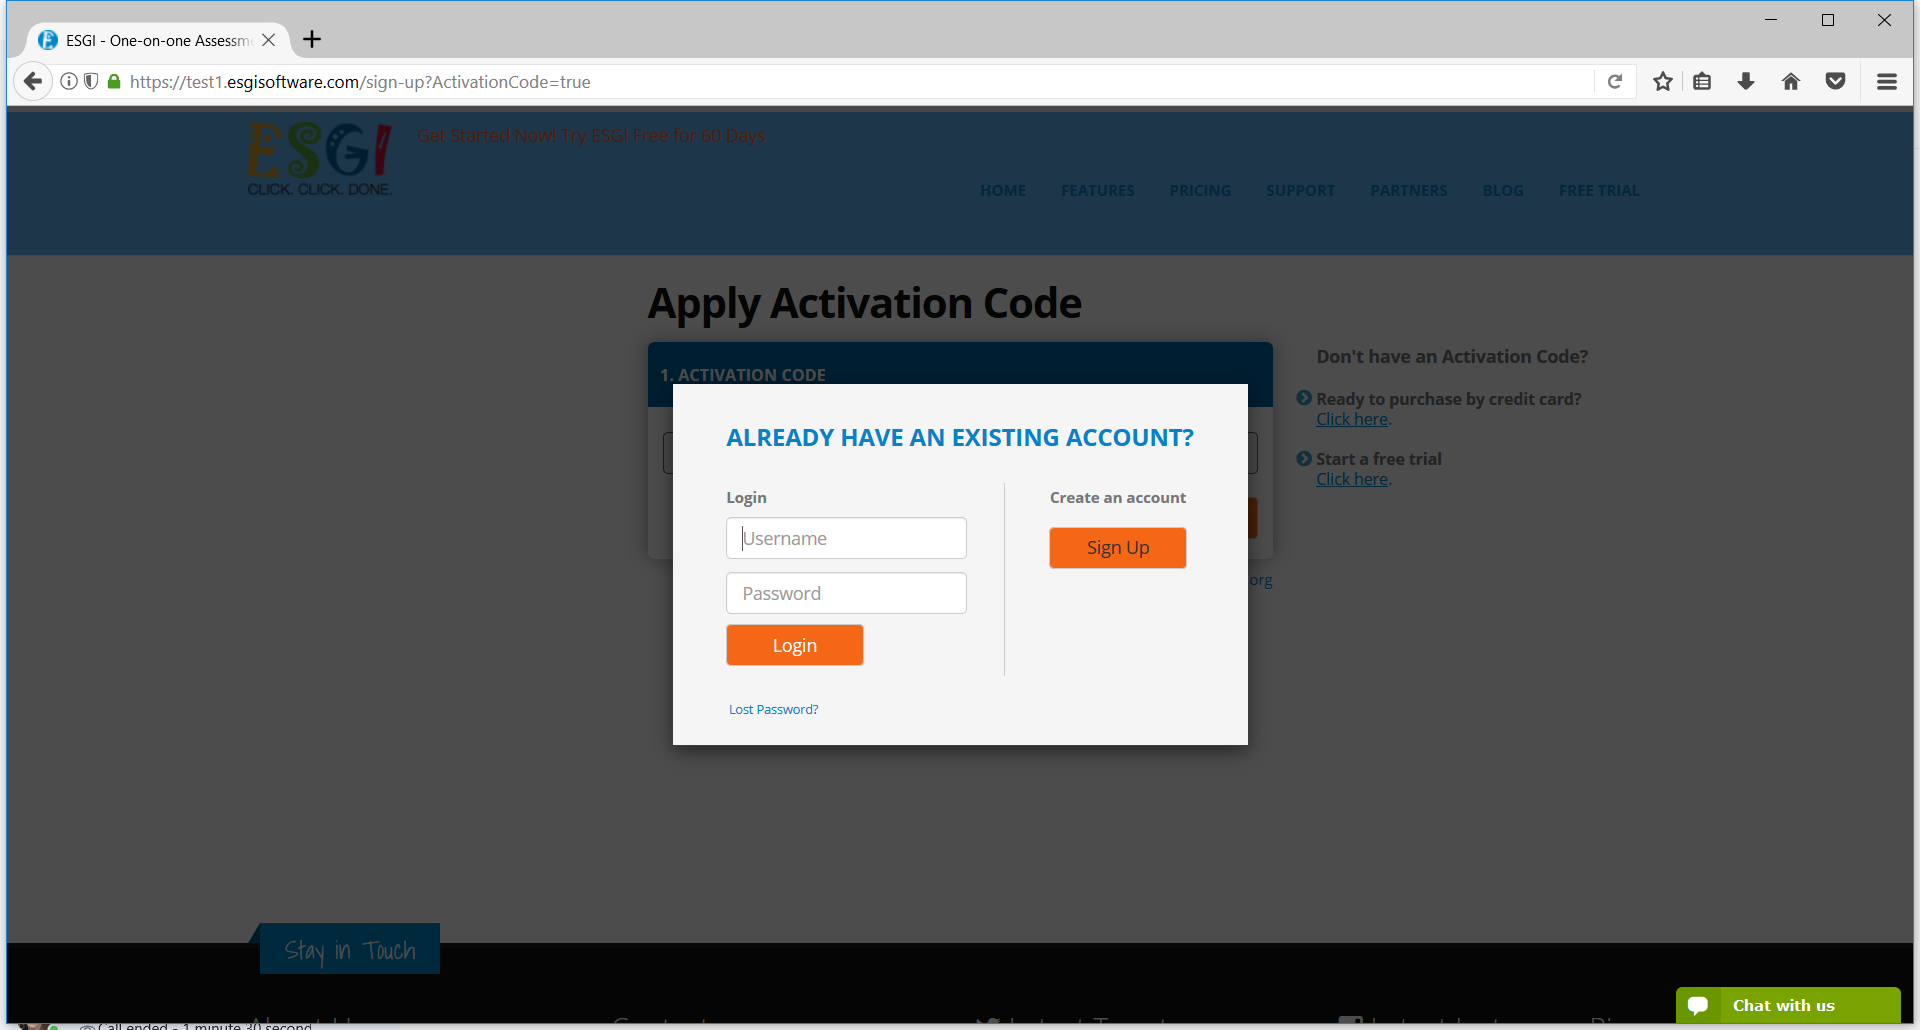 ESGI - One-on-one Assessm
https://test1.esgisoftware.com/sign-up?ActivationCode=true
ESGI
CLICK. CLICK. DONE.
Get Started Now! Try ESGI Free for 60 Days
HOME FEATURES PRICING SUPPORT PARTNERS BLOG FREE TRIAL
Apply Activation Code
1. ACTIVATION CODE
Don't have an Activation Code?
Ready to purchase by credit card?
Click here.
Start a free trial
Click here.
org
ALREADY HAVE AN EXISTING ACCOUNT?
Login
Username
Password
Login
Lost Password?
Create an account
Sign Up
Stay in Touch
Chat with us
Call ended - 1 minute 30 second